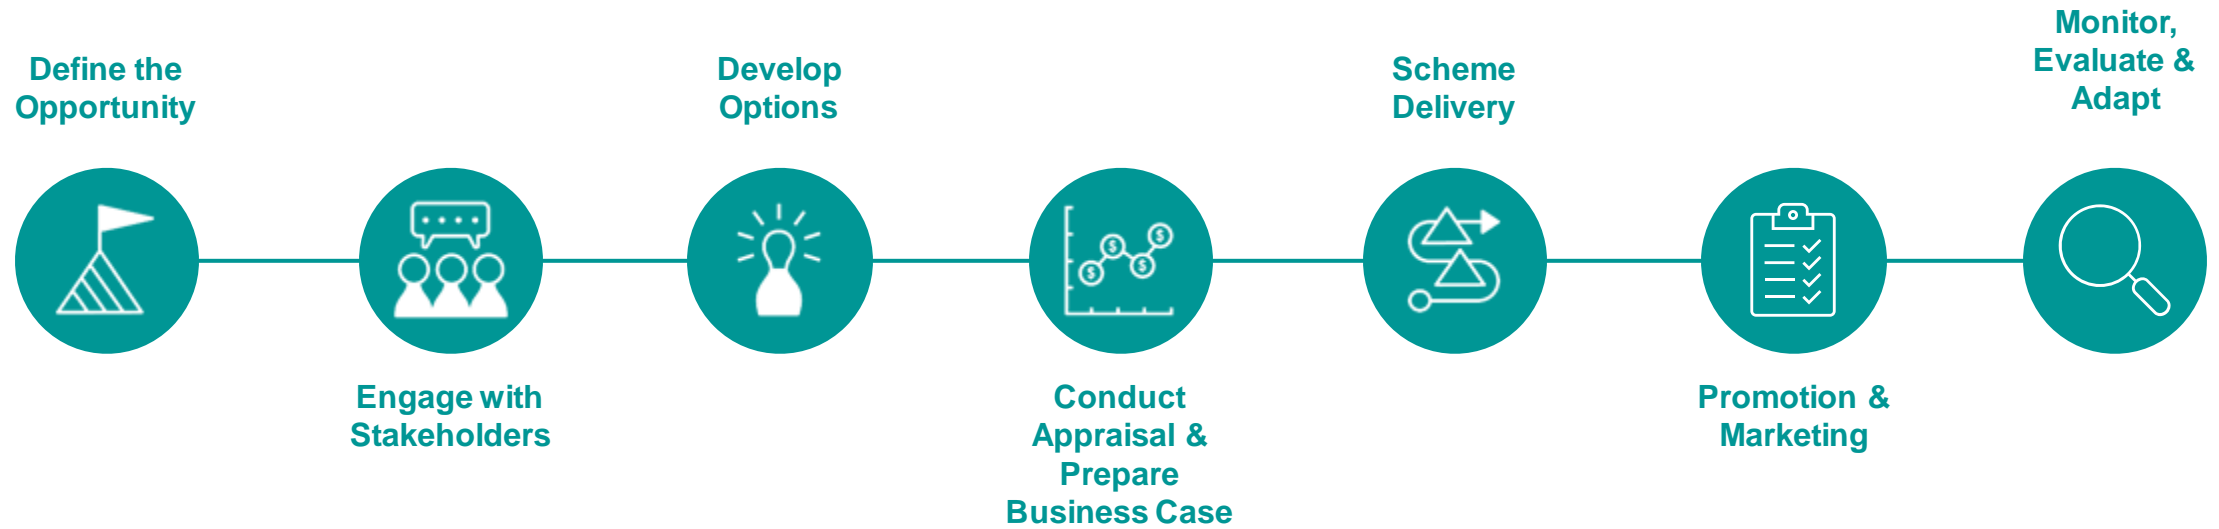 Define the
Opportunity
Engage with
Stakeholders
Develop
Options
Conduct
Appraisal &
Prepare
Business Case
$
$
$
$
Scheme
Delivery
Promotion &
Marketing
Monitor,
Evaluate &
Adapt